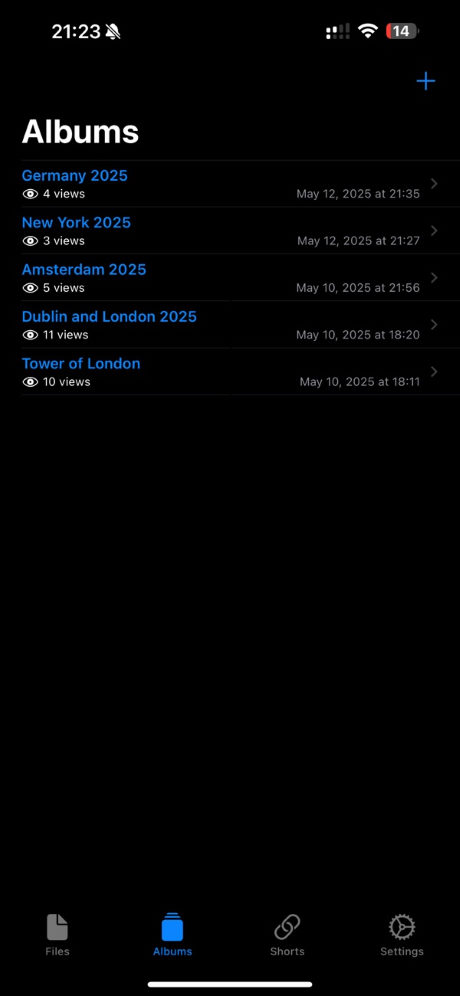 21:23
14
Albums
Germany 2025
4 views
May 12, 2025 at 21:35
New York 2025
3 views
May 12, 2025 at 21:27
Amsterdam 2025
5 views
May 10, 2025 at 21:56
Dublin and London 2025
11 views
May 10, 2025 at 18:20
Tower of London
10 views
May 10, 2025 at 18:11
Files
Albums
Shorts
Settings